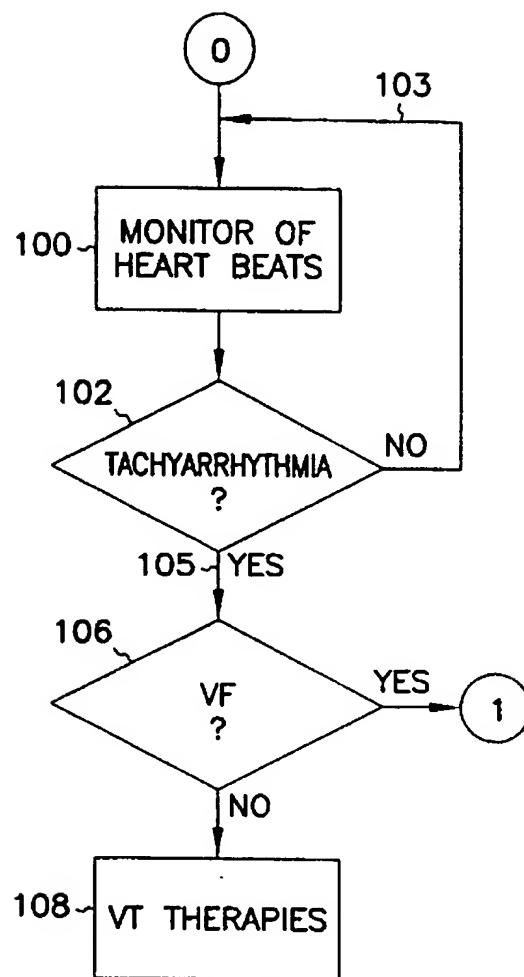 0
103
100
MONITOR OF
HEART BEATS
102
TACHYARRHYTHMIA
?
NO
105 YES
106
VF
?
YES
1
NO
108
VT THERAPIES